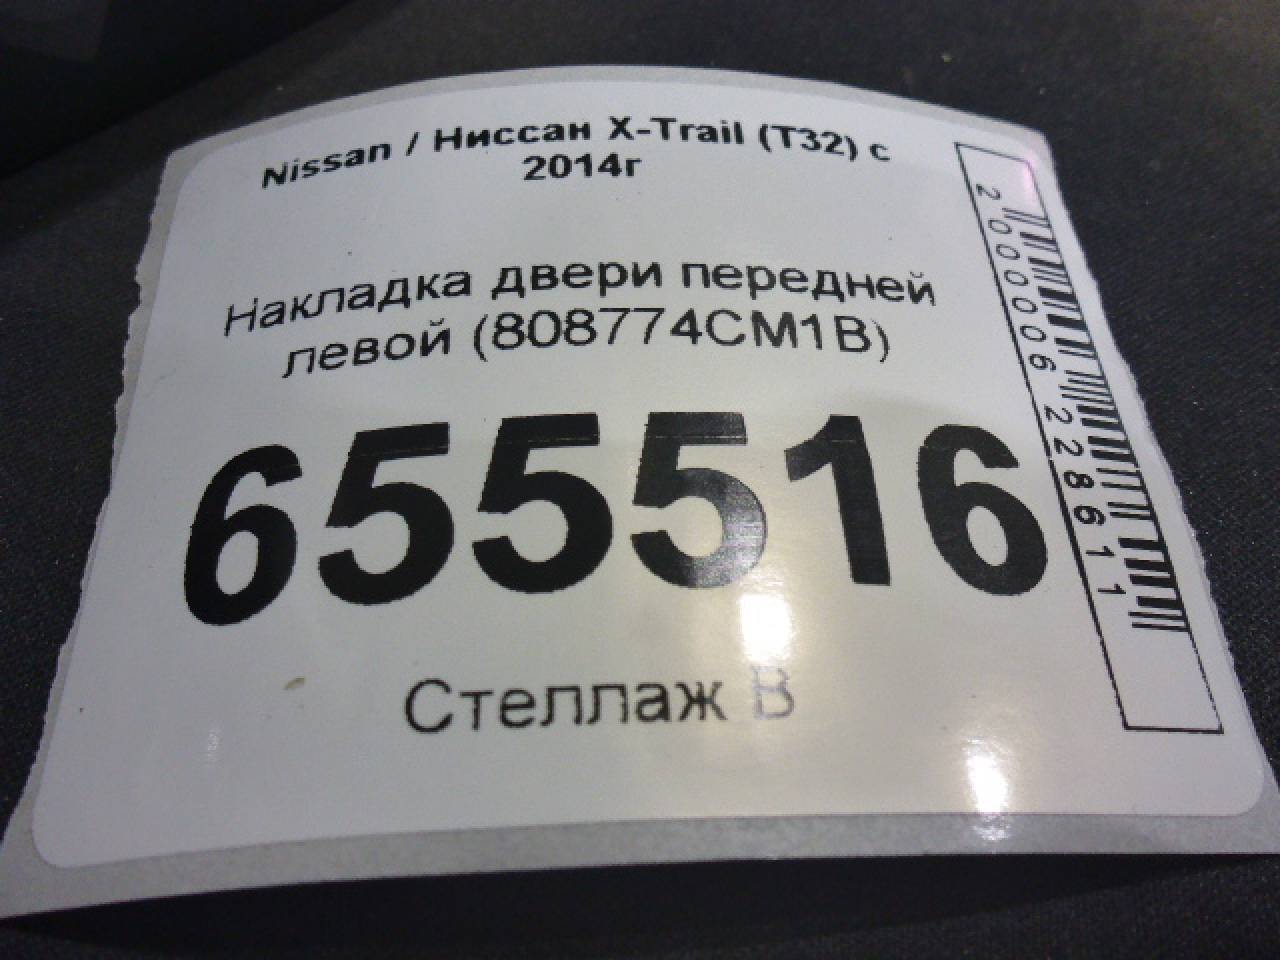 Nissan / Ниссан X-Trail (T32) с
2014г
Накладка двери передней
левой (808774CM1B)
655516
Стеллаж В
2000006228611